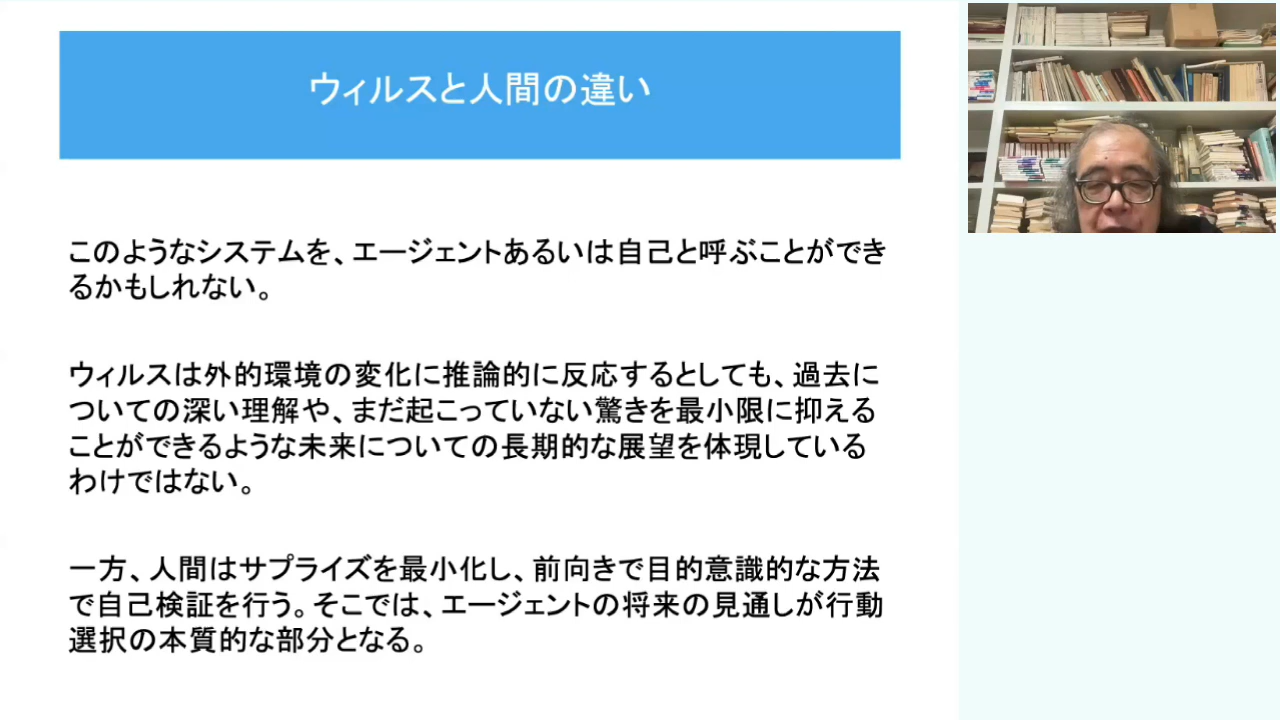 ウィルスと人間の違い
このようなシステムを、エージェントあるいは自己と呼ぶことができ
るかもしれない。
ウィルスは外的環境の変化に推論的に反応するとしても、過去に
ついての深い理解や、まだ起こっていない驚きを最小限に抑える
ことができるような未来についての長期的な展望を体現している
わけではない。
一方、人間はサプライズを最小化し、前向きで目的意識的な方法
で自己検証を行う。そこでは、エージェントの将来の見通しが行動
選択の本質的な部分となる。